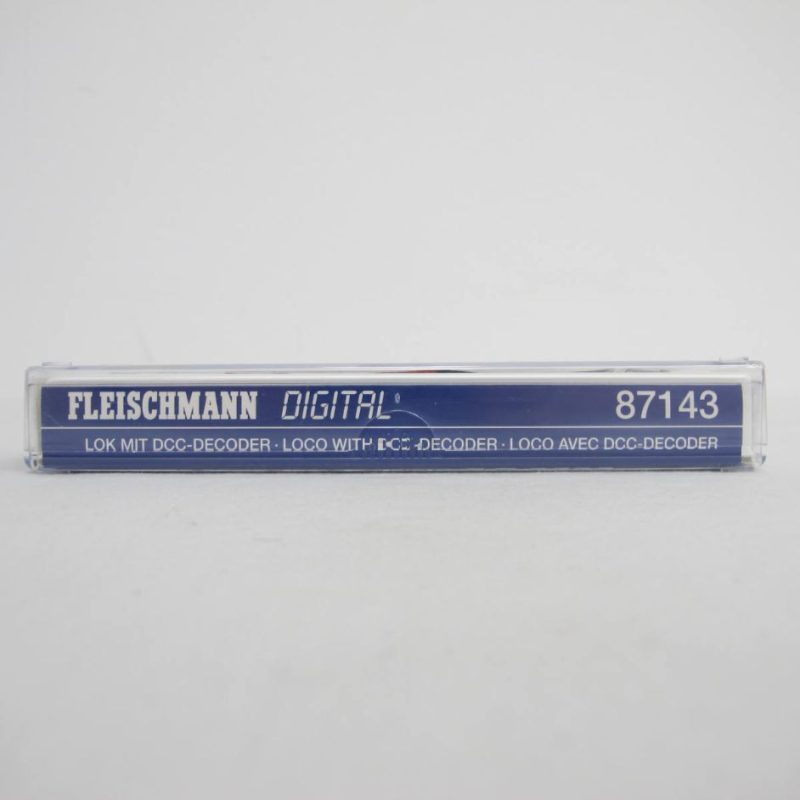 FLEISCHMANN DIGITAL 87143
LOK MIT DCC-DECODER · LOCO WITH DCC-DECODER · LOCO AVEC DCC-DECODER